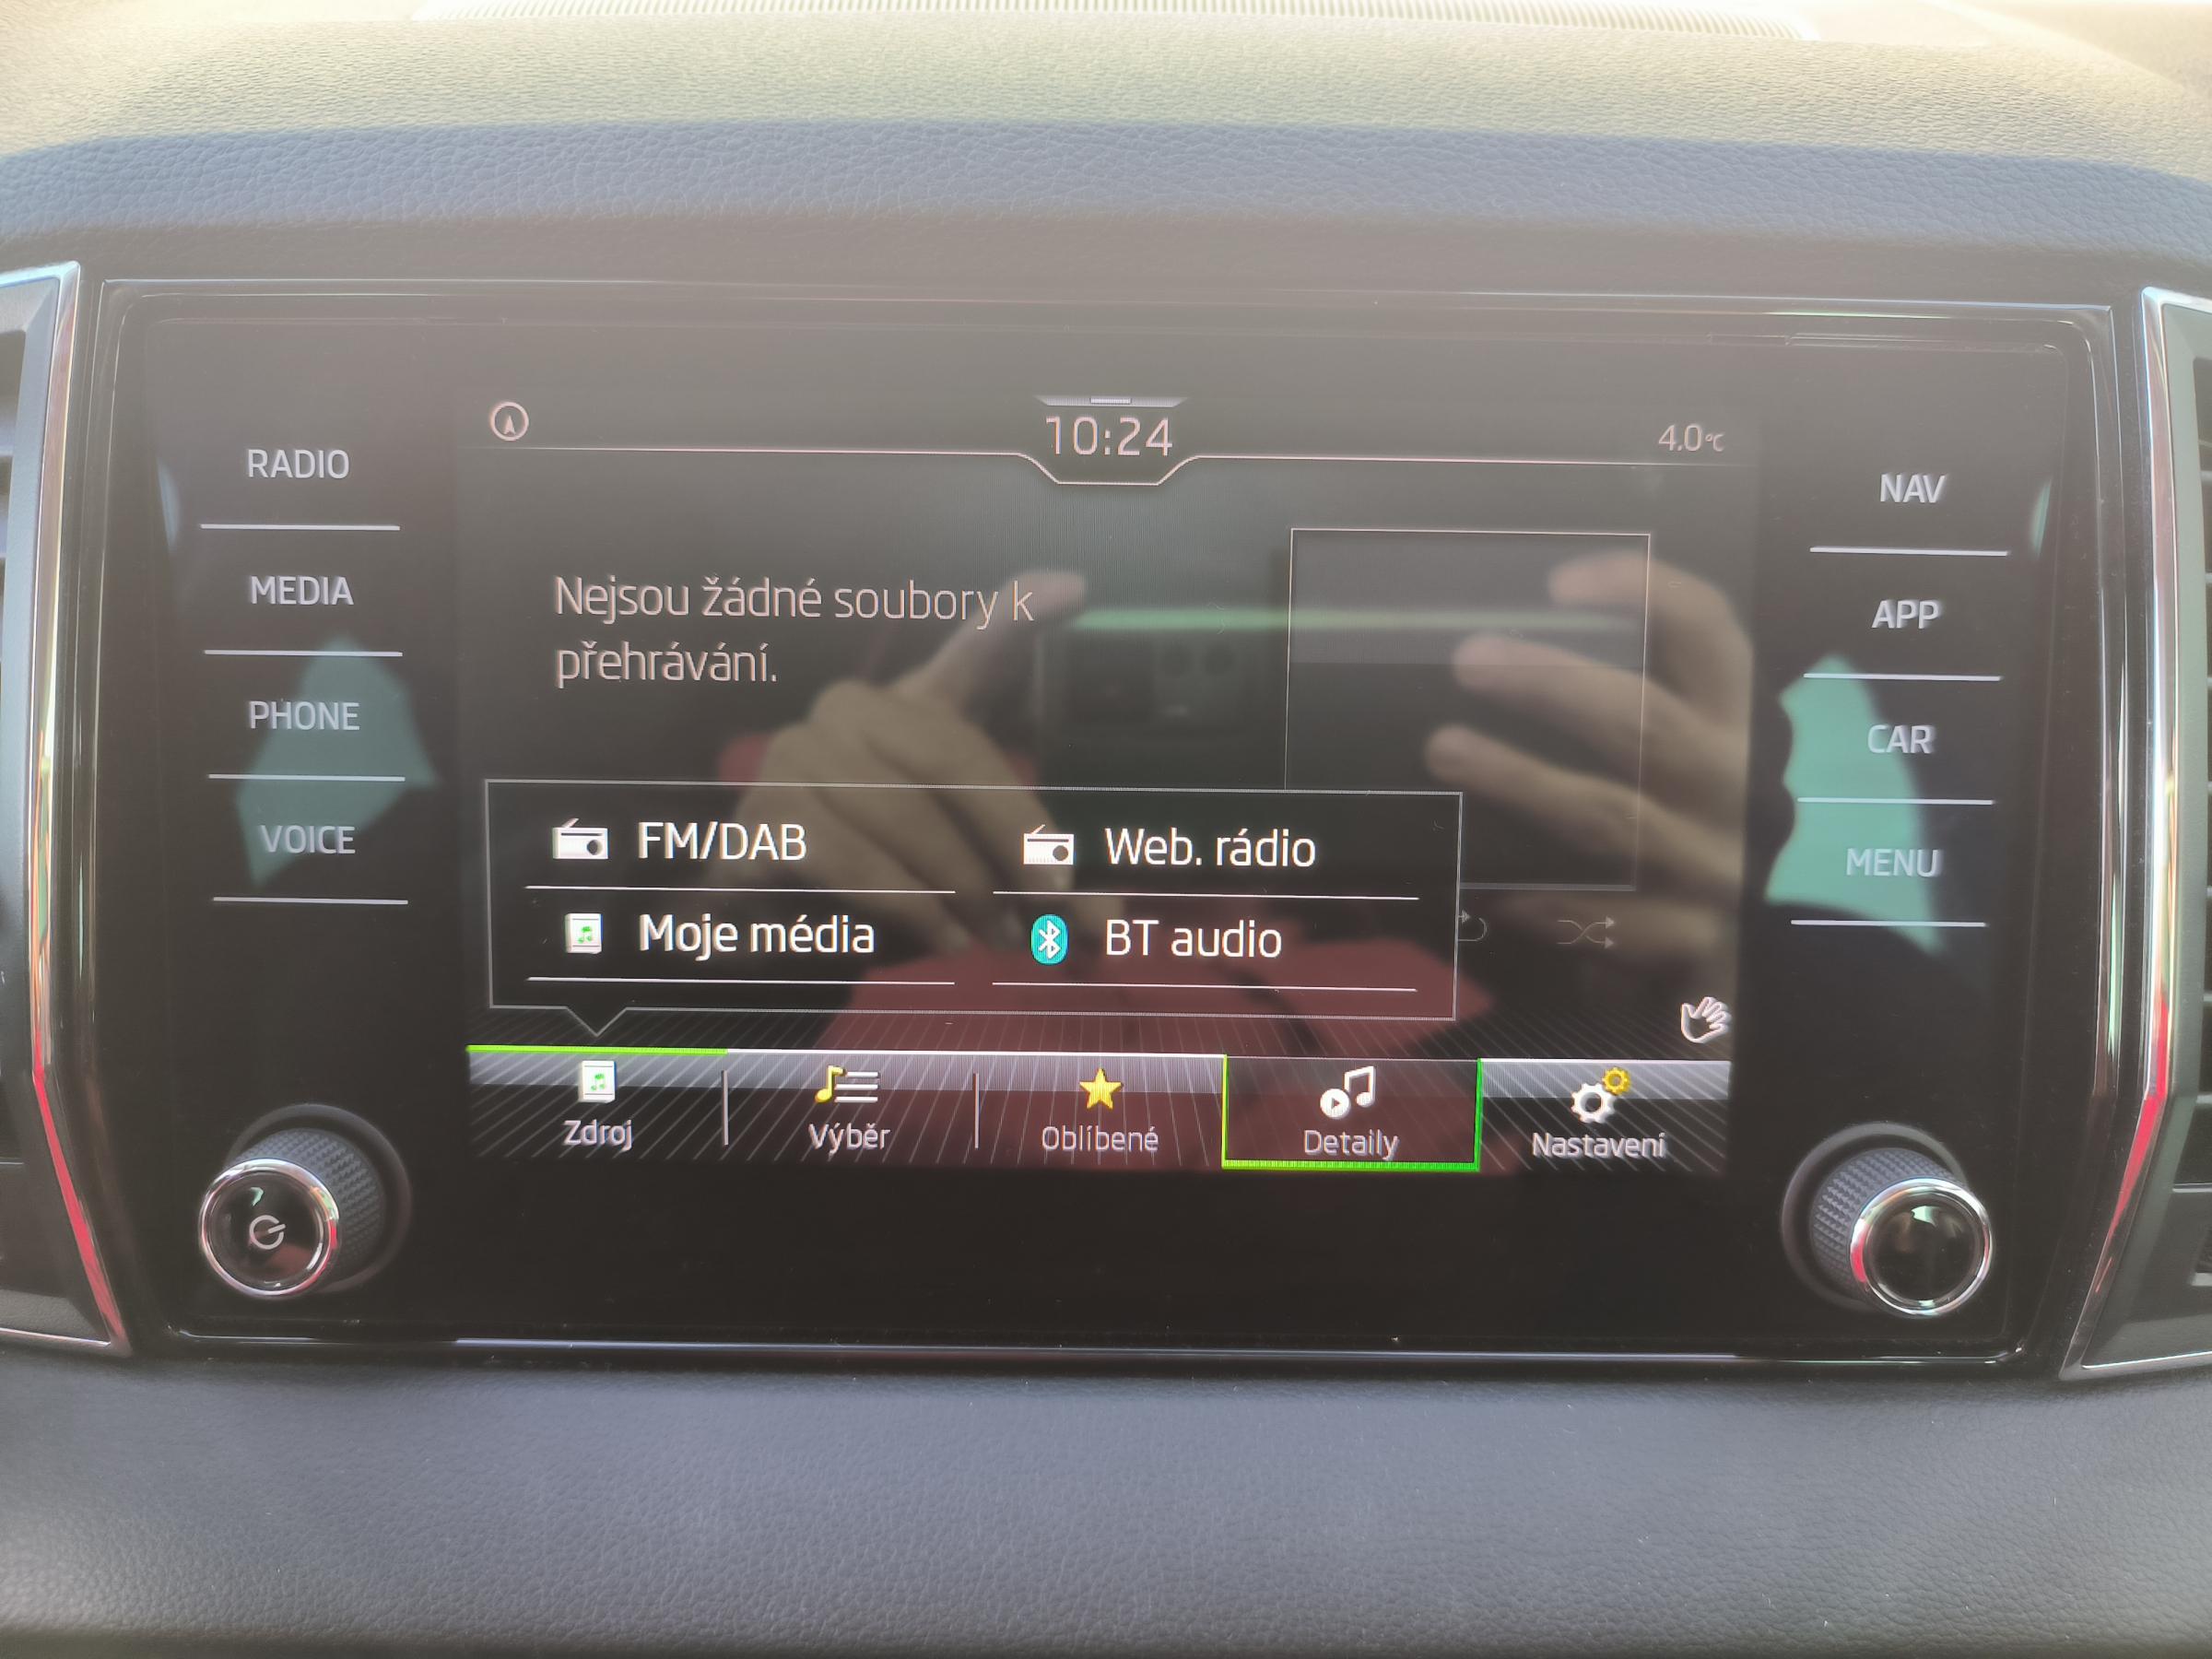 10:24
4.0°C
RADIO
MEDIA
PHONE
VOICE
Nejsou žádné soubory k
přehrávání.
FM/DAB
Web. rádio
Moje média
BT audio
Zdroj
Výběr
Oblíbené
Detaily
Nastavení
NAV
APP
CAR
MENU